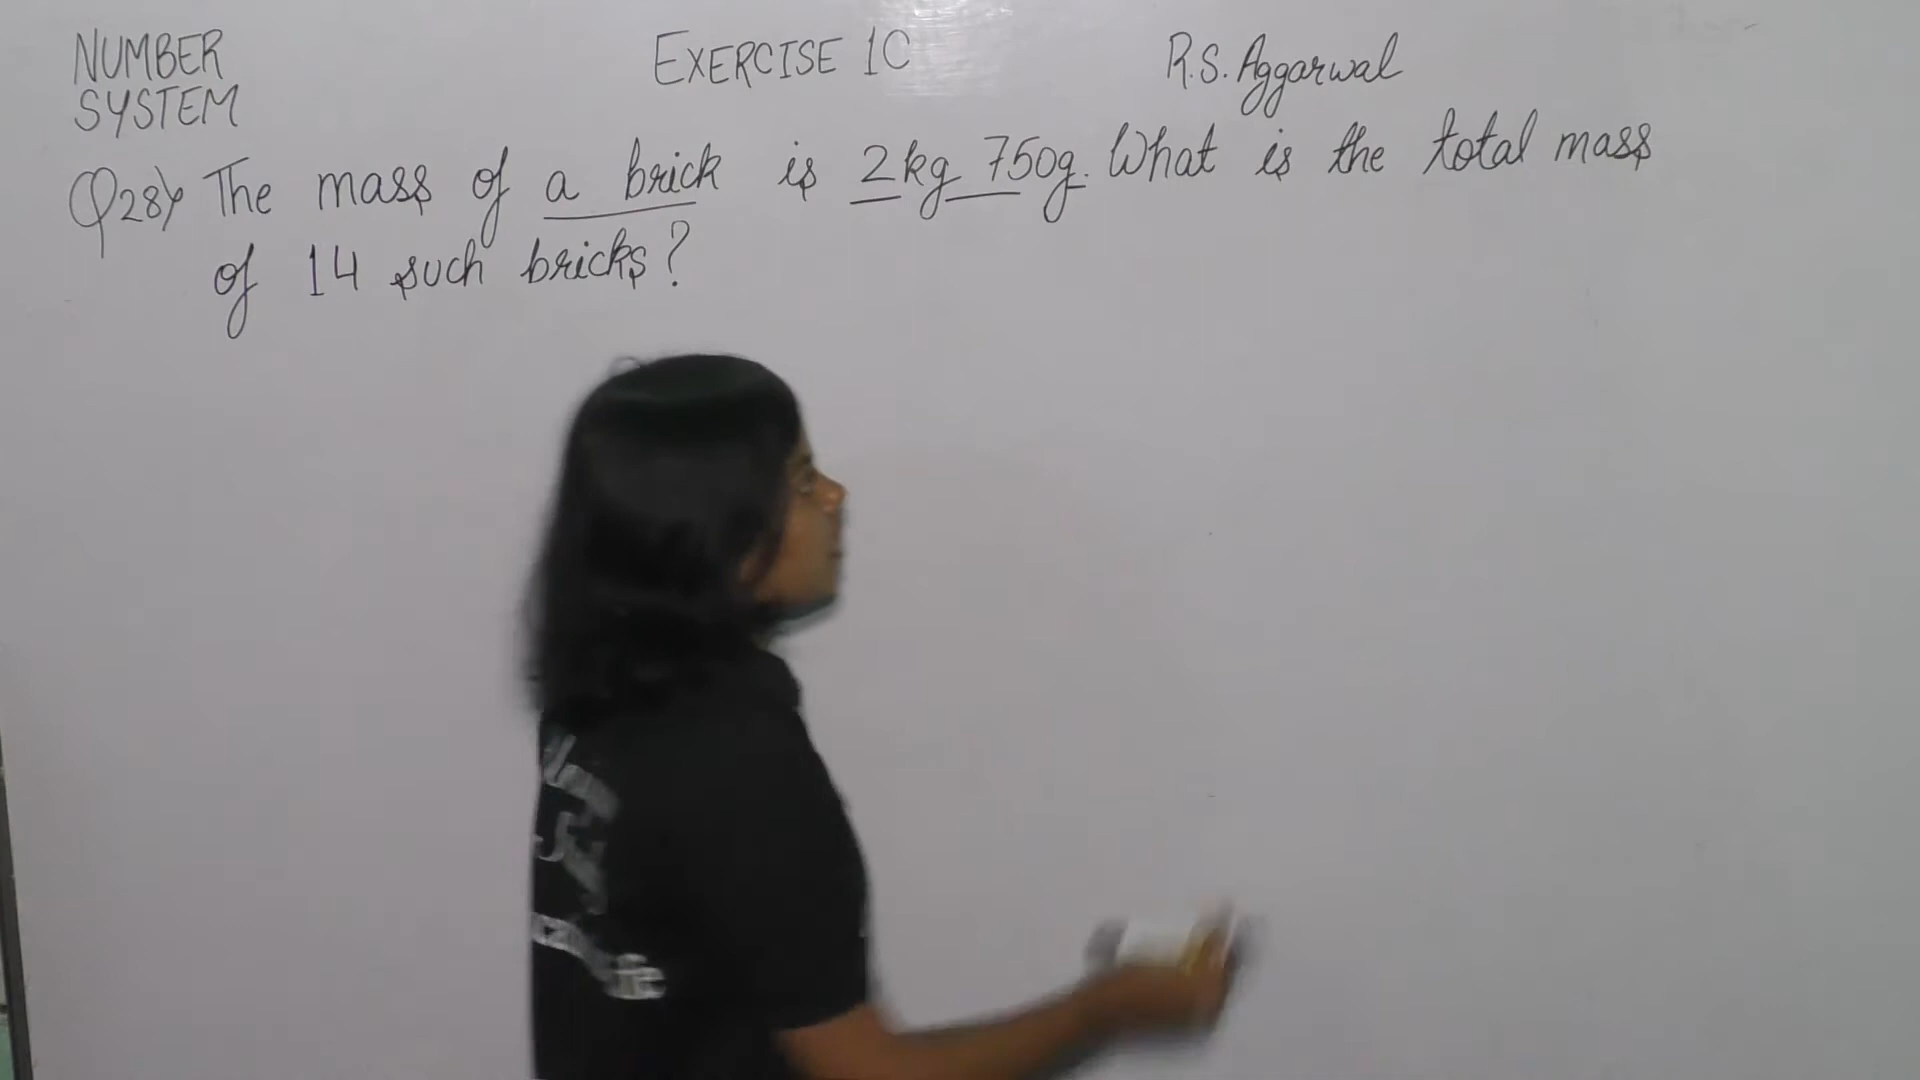 NUMBER
SYSTEM
EXERCISE 1C
R.S. Aggarwal
Q28) The mass of a brick is 2kg 750g. What is the total mass
of 14 such bricks?